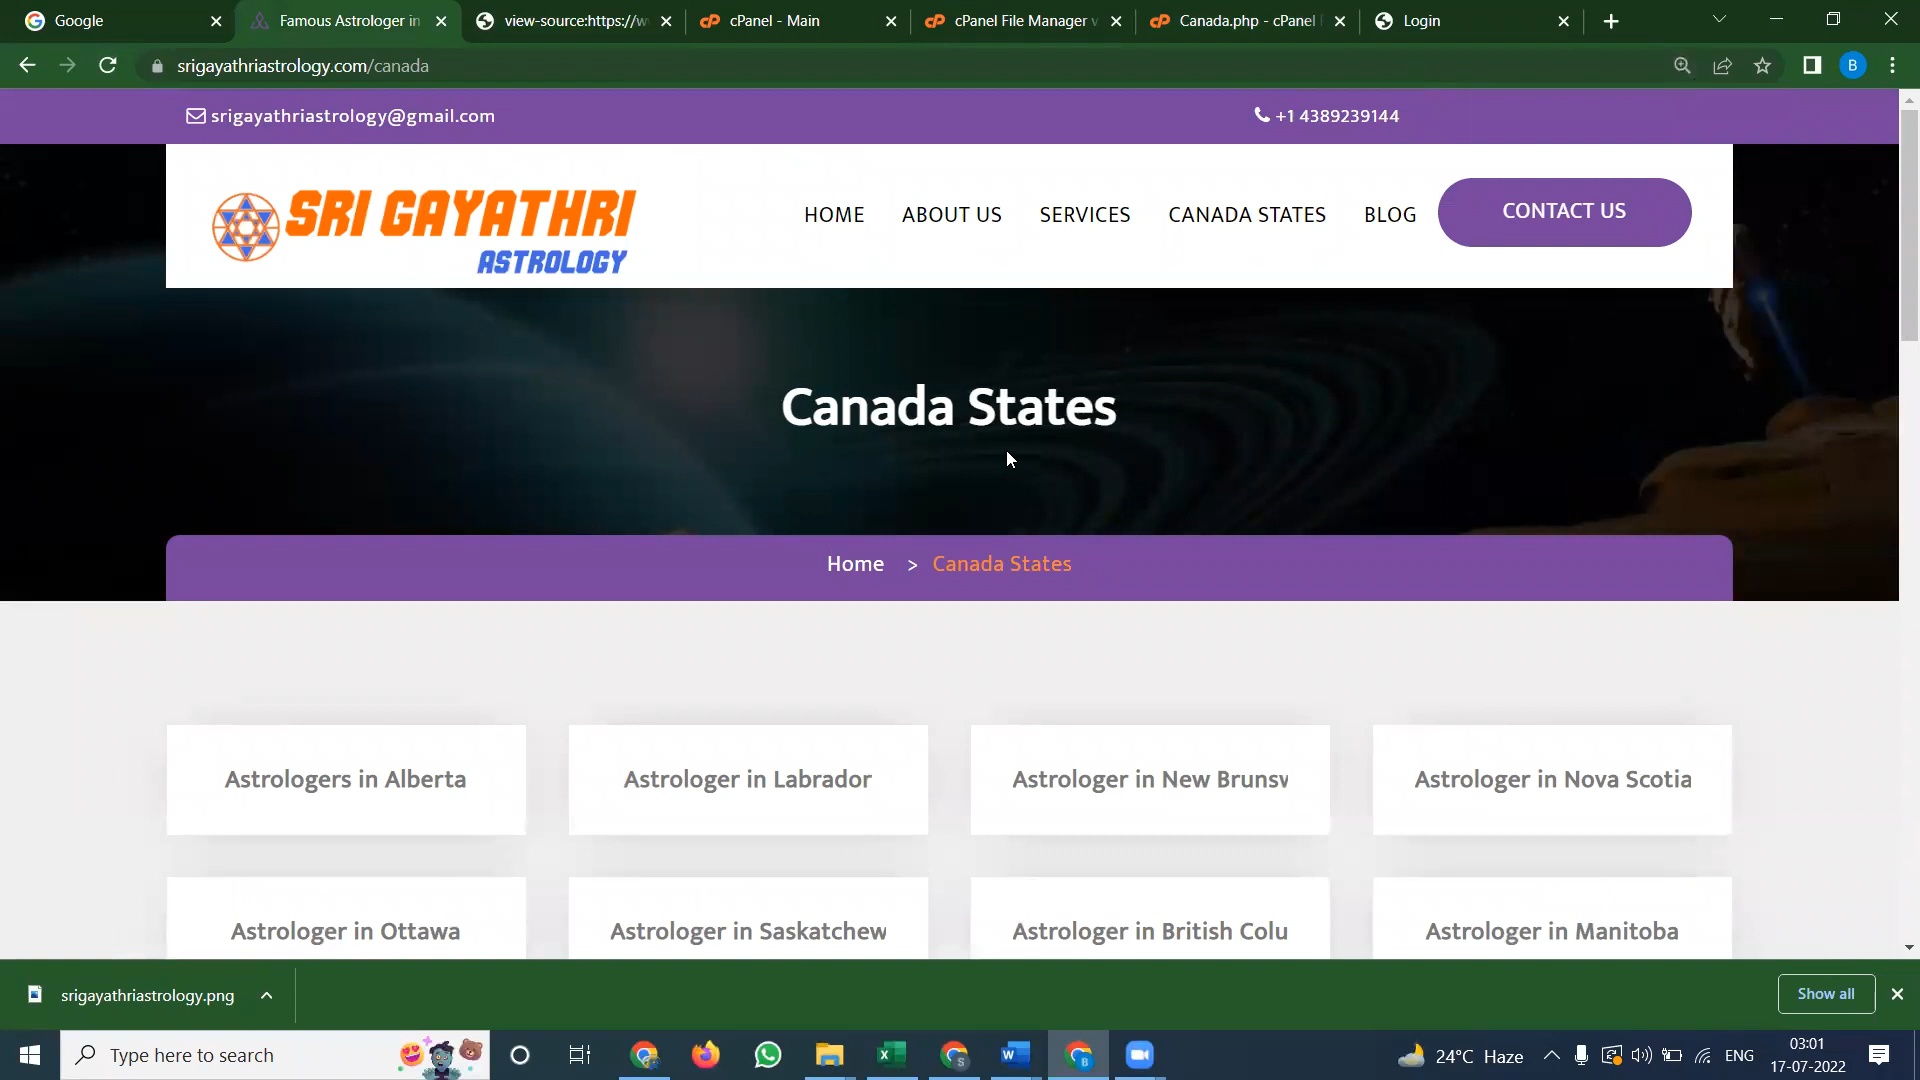 Google
Famous Astrologer in
view-source:https://w
cPanel - Main
cPanel File Manager v
Canada.php - cPanel
Login
srigayathriastrology.com/canada
B
srigayathriastrology@gmail.com
+1 4389239144
SRI GAYATHRI
ASTROLOGY
HOME
ABOUT US
SERVICES
CANADA STATES
BLOG
CONTACT US
Canada States
Home > Canada States
Astrologers in Alberta
Astrologer in Labrador
Astrologer in New Brunsv
Astrologer in Nova Scotia
Astrologer in Ottawa
Astrologer in Saskatchew
Astrologer in British Colu
Astrologer in Manitoba
srigayathriastrology.png
Show all
Type here to search
24°C Haze
ENG
03:01
17-07-2022